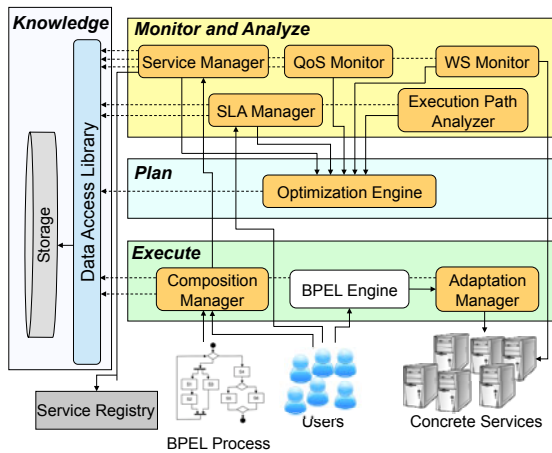 Knowledge
Monitor and Analyze
Service Manager
QoS Monitor
WS Monitor
SLA Manager
Execution Path
Analyzer
Plan
Optimization Engine
Storage
Data Access Library
Execute
Composition
Manager
BPEL Engine
Adaptation
Manager
Service Registry
BPEL Process
Users
Concrete Services